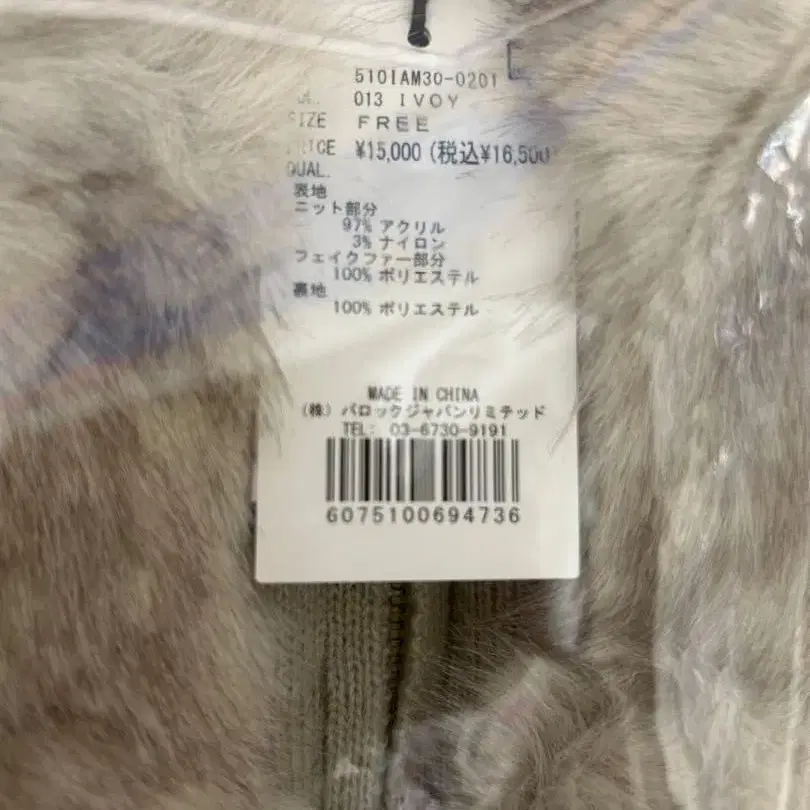 510IAM30-0201
013 IVOY
SIZE FREE
PRICE ¥15,000 (税込¥16,500
QUAL.
表地
ニット部分
97% アクリル
3% ナイロン
フェイクファー部分
100% ポリエステル
裏地
100% ポリエステル
MADE IN CHINA
(株) バロックジャパンリミテッド
TEL: 03-6730-9191
6075100694736